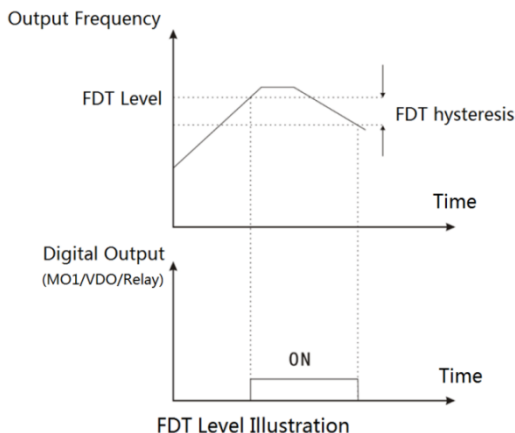 Output Frequency
FDT Level
FDT hysteresis
Time
Digital Output
(MO1/VDO/Relay)
ON
Time
FDT Level Illustration